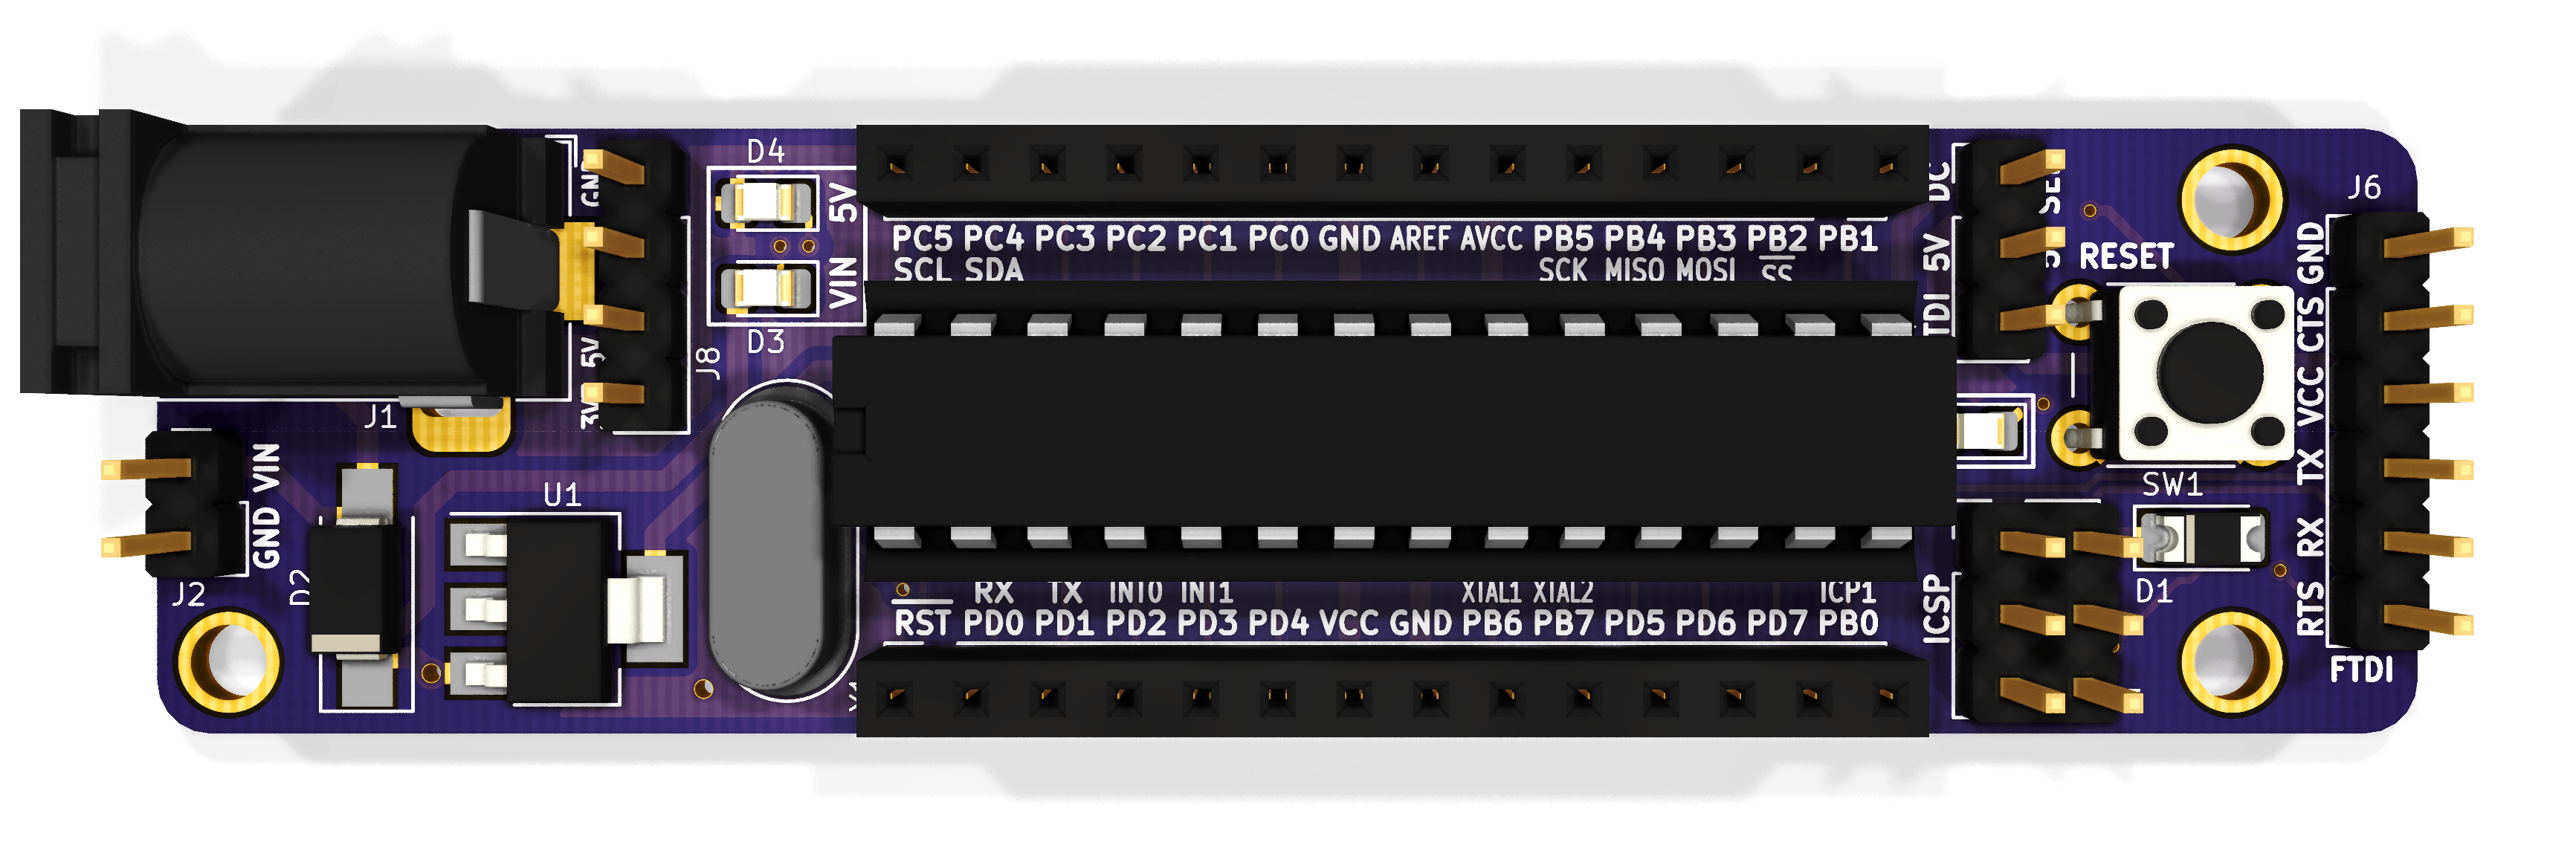 D4
5V
VIN
D3
GND
5V
J8
J1
VIN
GND
J2
D2
U1
PC5 PC4 PC3 PC2 PC1 PC0 GND AREF AVCC PB5 PB4 PB3 PB2 PB1
SCL SDA SCK MISO MOSI SS
RX TX INT0 INT1 XTAL1 XTAL2 ICP1
RST PD0 PD1 PD2 PD3 PD4 VCC GND PB6 PB7 PD5 PD6 PD7 PB0
5V
ICSP
RESET
SW1
D1
J6
GND
CTS
VCC
TX
RX
RTS
FTDI